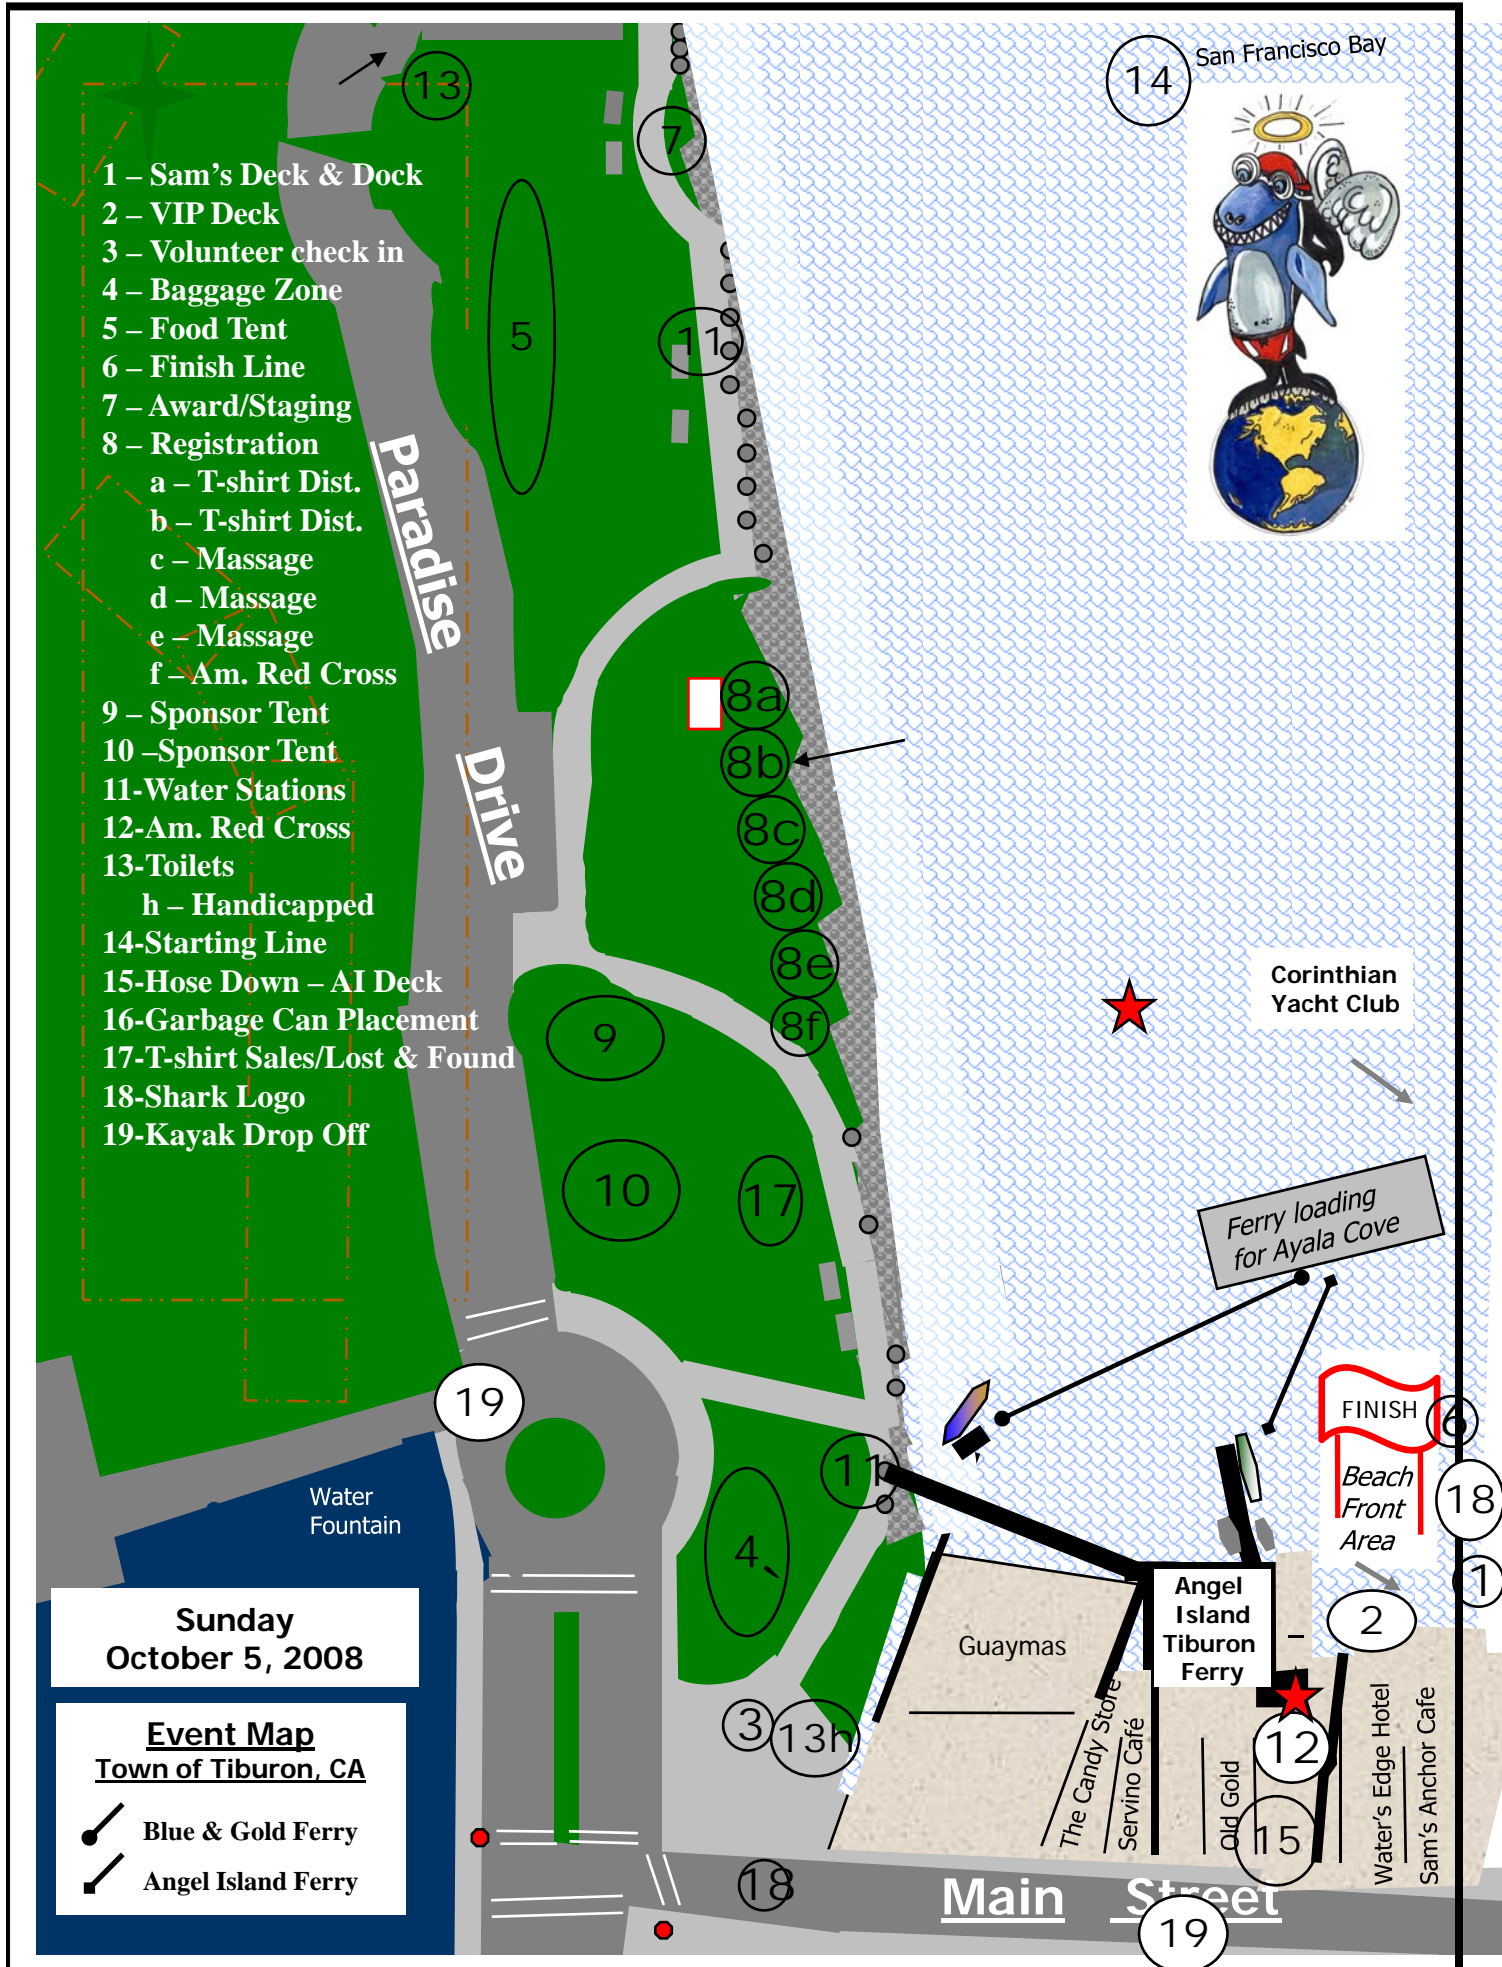 San Francisco Bay
14
13
7
1 – Sam's Deck & Dock
2 – VIP Deck
3 – Volunteer check in
4 – Baggage Zone
5 – Food Tent
6 – Finish Line
7 – Award/Staging
8 – Registration
a – T-shirt Dist.
b – T-shirt Dist.
c – Massage
d – Massage
e – Massage
f – Am. Red Cross
9 – Sponsor Tent
10 –Sponsor Tent
11-Water Stations
12-Am. Red Cross
13-Toilets
h – Handicapped
14-Starting Line
15-Hose Down – AI Deck
16-Garbage Can Placement
17-T-shirt Sales/Lost & Found
18-Shark Logo
19-Kayak Drop Off
5
11
Paradise
Drive
8a
8b
8c
8d
8e
8f
9
10
17
Corinthian
Yacht Club
Ferry loading
for Ayala Cove
19
FINISH
6
Beach
Front
Area
18
1
2
11
4
Water
Fountain
Sunday
October 5, 2008
Event Map
Town of Tiburon, CA
Blue & Gold Ferry
Angel Island Ferry
3
13h
Guaymas
Angel
Island
Tiburon
Ferry
The Candy Store
Servino Café
Old Gold
12
15
Water's Edge Hotel
Sam's Anchor Cafe
18
Main Street
19